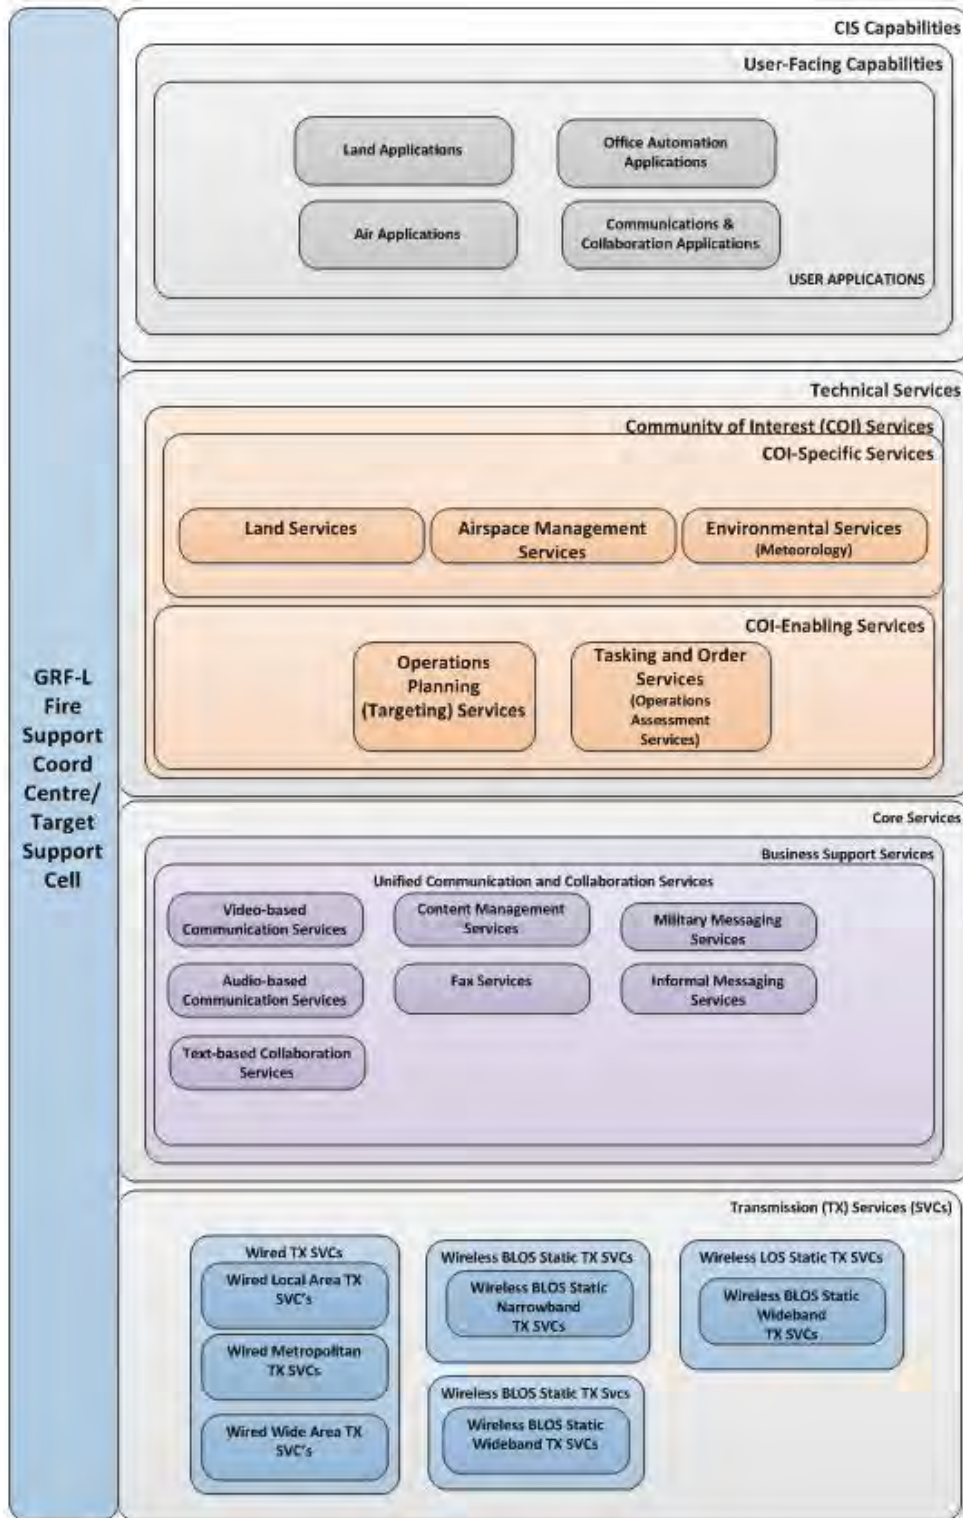 GRF-L
Fire
Support
Coord
Centre/
Target
Support
Cell
CIS Capabilities
User-Facing Capabilities
Land Applications
Office Automation
Applications
Air Applications
Communications &
Collaboration Applications
USER APPLICATIONS
Technical Services
Community of Interest (COI) Services
COI-Specific Services
Land Services
Airspace Management
Services
Environmental Services
(Meteorology)
COI-Enabling Services
Operations
Planning
(Targeting) Services
Tasking and Order
Services
(Operations
Assessment
Services)
Core Services
Business Support Services
Unified Communication and Collaboration Services
Video-based
Communication Services
Content Management
Services
Military Messaging
Services
Audio-based
Communication Services
Fax Services
Informal Messaging
Services
Text-based Collaboration
Services
Transmission (TX) Services (SVCs)
Wired TX SVCs
Wired Local Area TX
SVC's
Wired Metropolitan
TX SVCs
Wired Wide Area TX
SVC's
Wireless BLOS Static TX SVCs
Wireless BLOS Static
Narrowband
TX SVCs
Wireless BLOS Static TX Svcs
Wireless BLOS Static
Wideband TX SVCs
Wireless LOS Static TX SVCs
Wireless BLOS Static
Wideband
TX SVCs